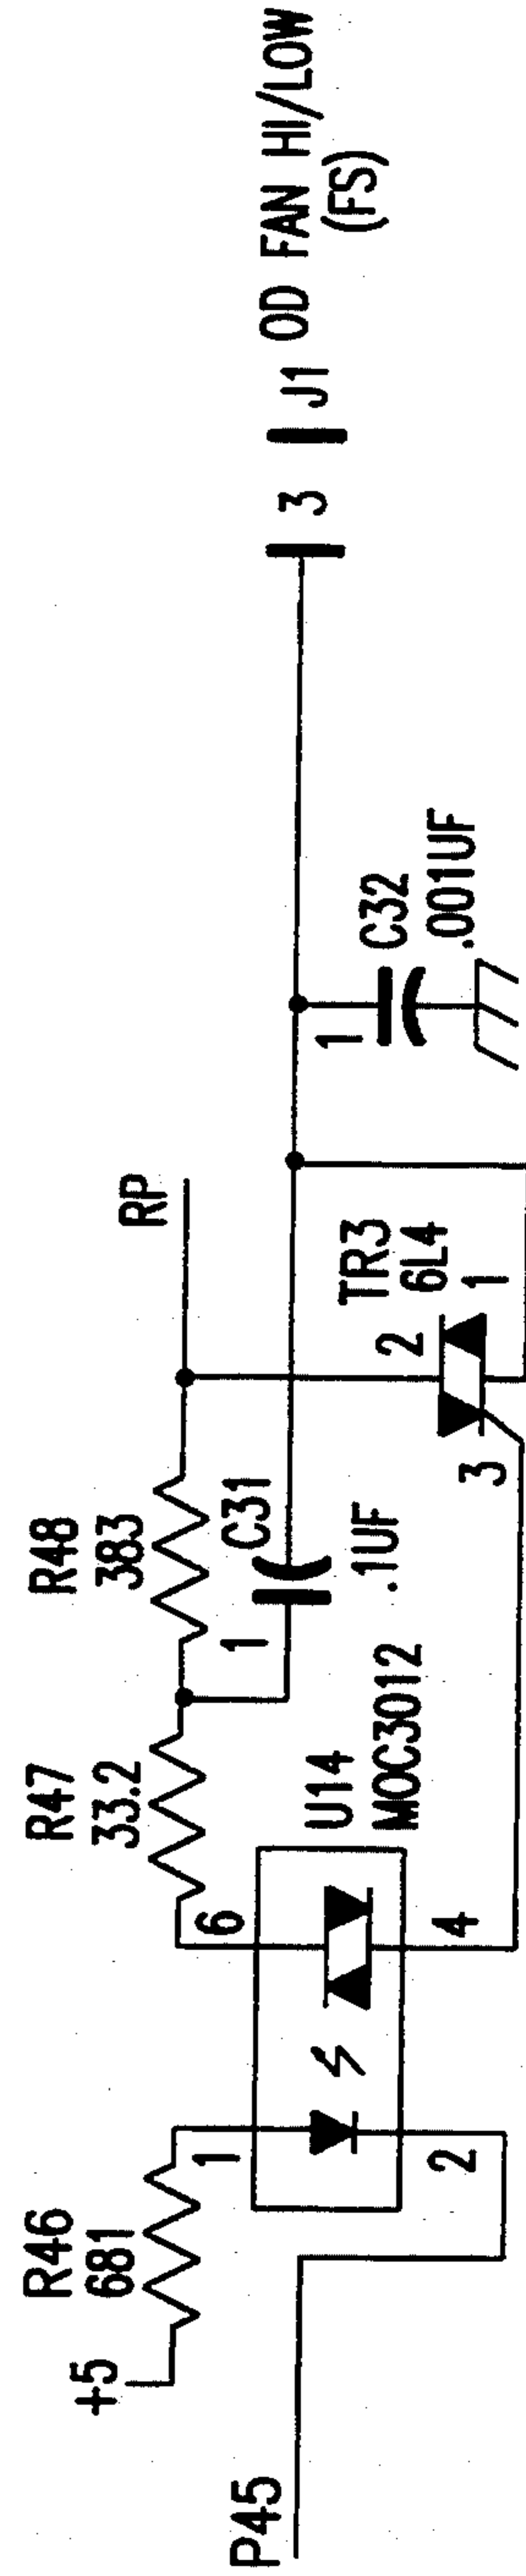 +5
R46
681
P45
1
2
6
4
U14
MOC3012
R47
33.2
R48
383
1
C31
.1UF
RP
2
TR3
6L4
1
3
1
C32
.001UF
3
J1
OD FAN HI/LOW
(FS)